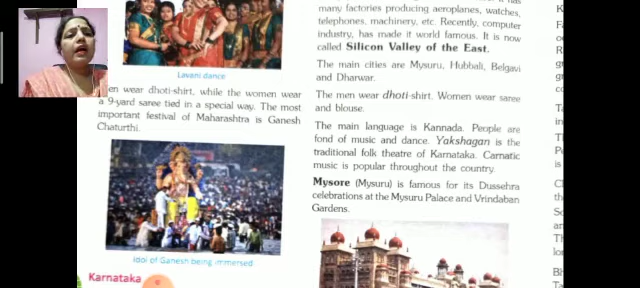 Lavani dance
en wear dhoti-shirt, while the women wear
a 9-yard saree tied in a special way. The most
important festival of Maharashtra is Ganesh
Chaturthi.
Idol of Ganesh being immersed
Karnataka
many factories producing aeroplanes, watches,
telephones, machinery, etc. Recently, computer
industry, has made it world famous. It is now
called Silicon Valley of the East.
The main cities are Mysuru, Hubbali, Belgavi
and Dharwar.
The men wear dhoti-shirt. Women wear saree
and blouse.
The main language is Kannada. People are
fond of music and dance. Yakshagan is the
traditional folk theatre of Karnataka. Carnatic
music is popular throughout the country.
Mysore (Mysuru) is famous for its Dussehra
celebrations at the Mysuru Palace and Vrindaban
Gardens.